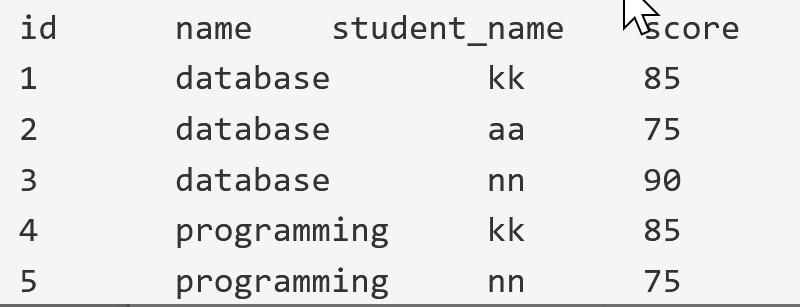 id name student_name score
1 database kk 85
2 database aa 75
3 database nn 90
4 programming kk 85
5 programming nn 75